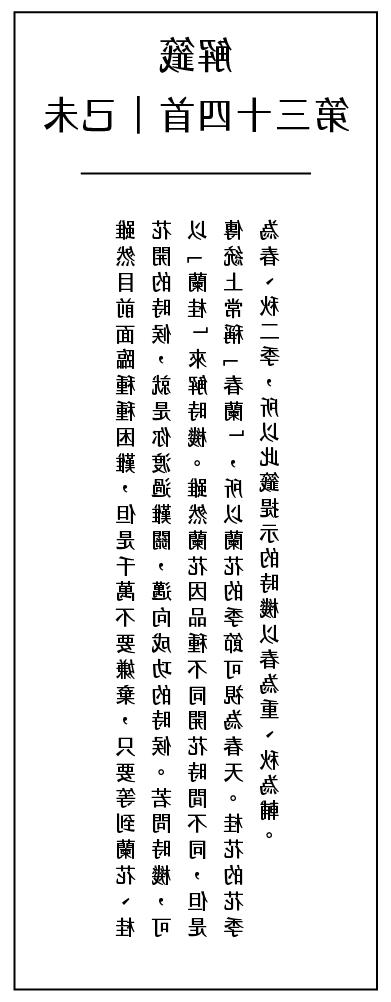 解籤
第三十四首｜己未
雖然目前面臨種種困難，但是千萬不要嫌棄，只要等到蘭花、桂
花開的時候，就是你渡過難關，邁向成功的時候。若問時機，可
以「蘭桂」來解時機。雖然蘭花因品種不同開花時間不同，但是
傳統上常稱「春蘭」，所以蘭花的季節可視為春天。桂花的花季
為春、秋二季，所以此籤提示的時機以春為重、秋為輔。